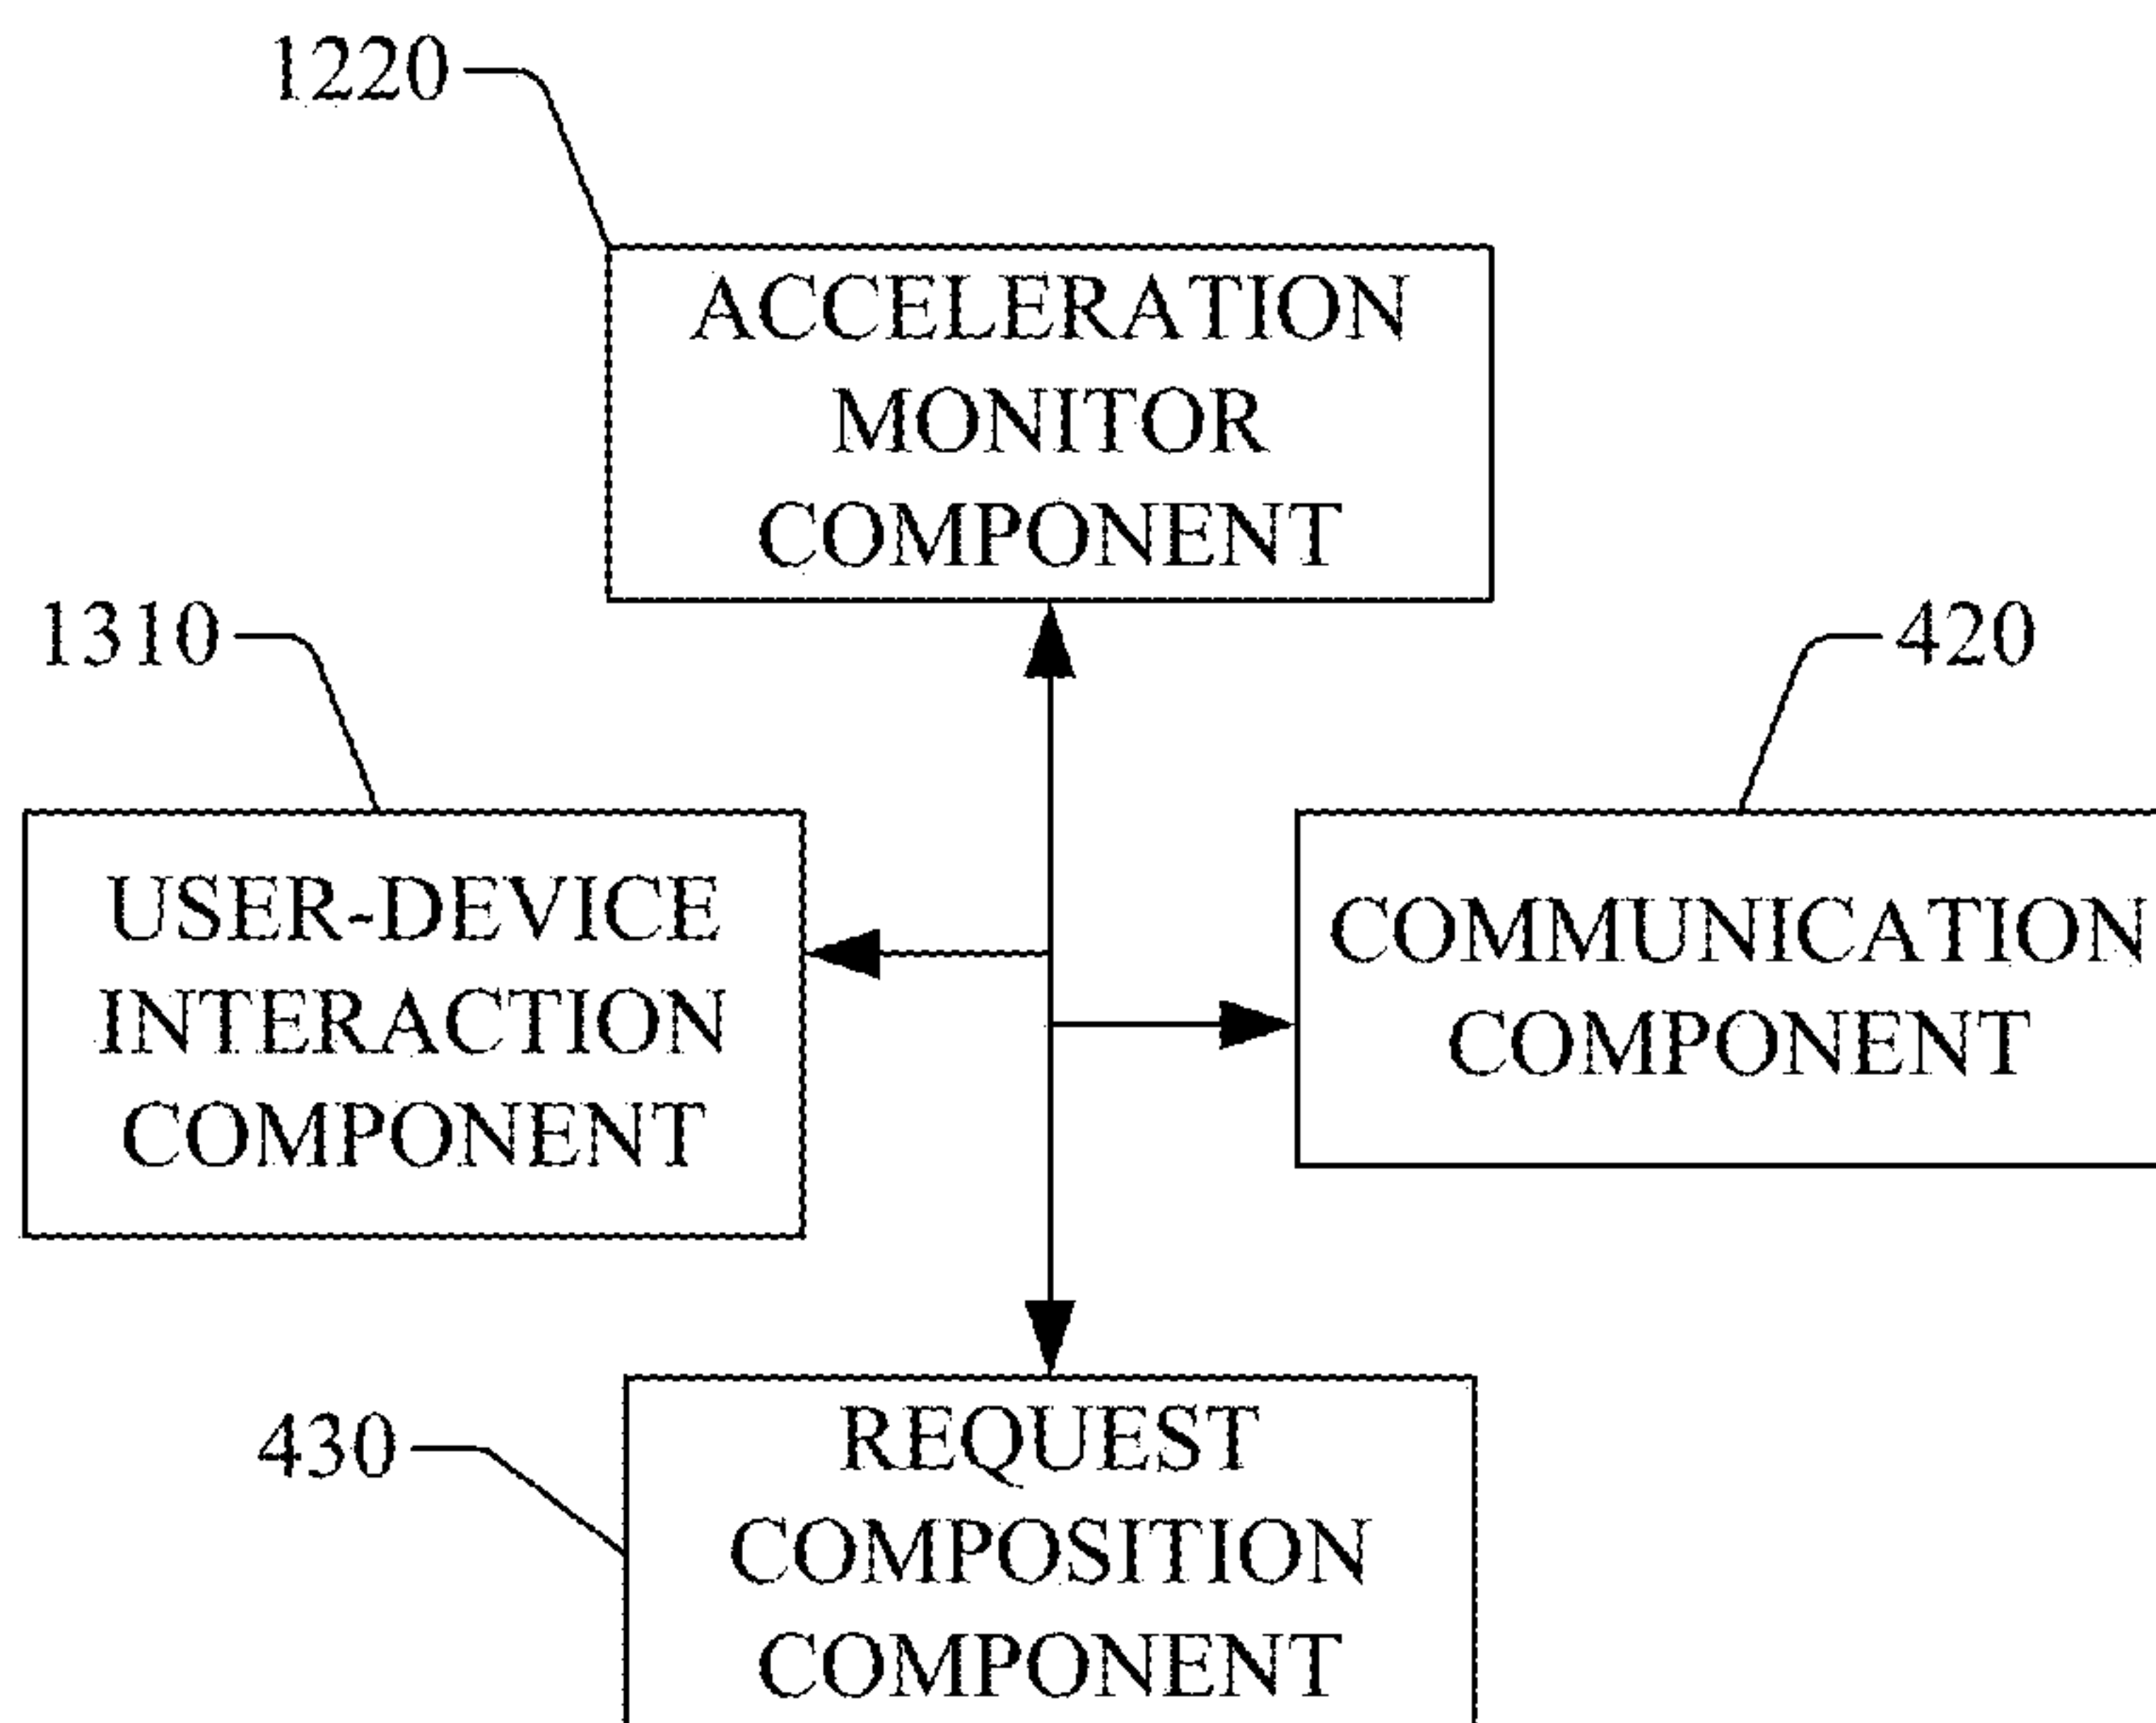 1220
ACCELERATION
MONITOR
COMPONENT
1310
420
USER-DEVICE
INTERACTION
COMPONENT
COMMUNICATION
COMPONENT
430
REQUEST
COMPOSITION
COMPONENT